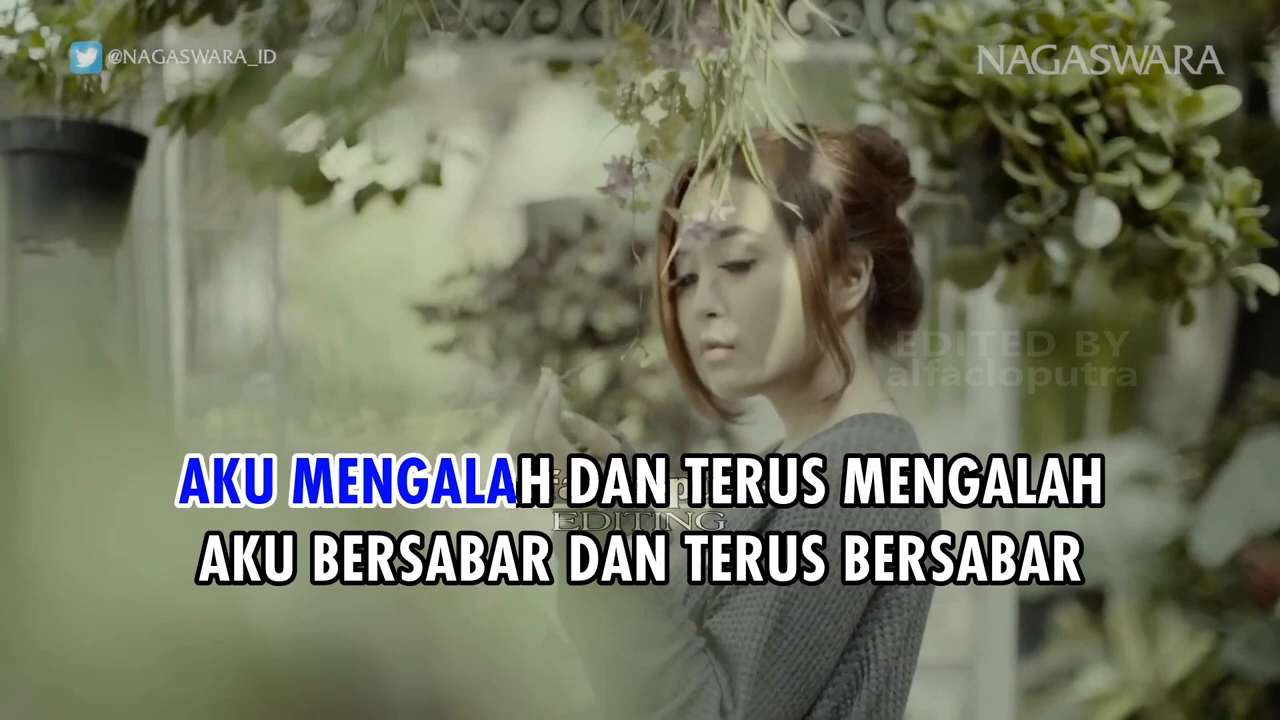 @NAGASWARA_ID
NAGASWARA
EDITED BY
alfacloputra
AKU MENGALAH DAN TERUS MENGALAH
EDITING
AKU BERSABAR DAN TERUS BERSABAR